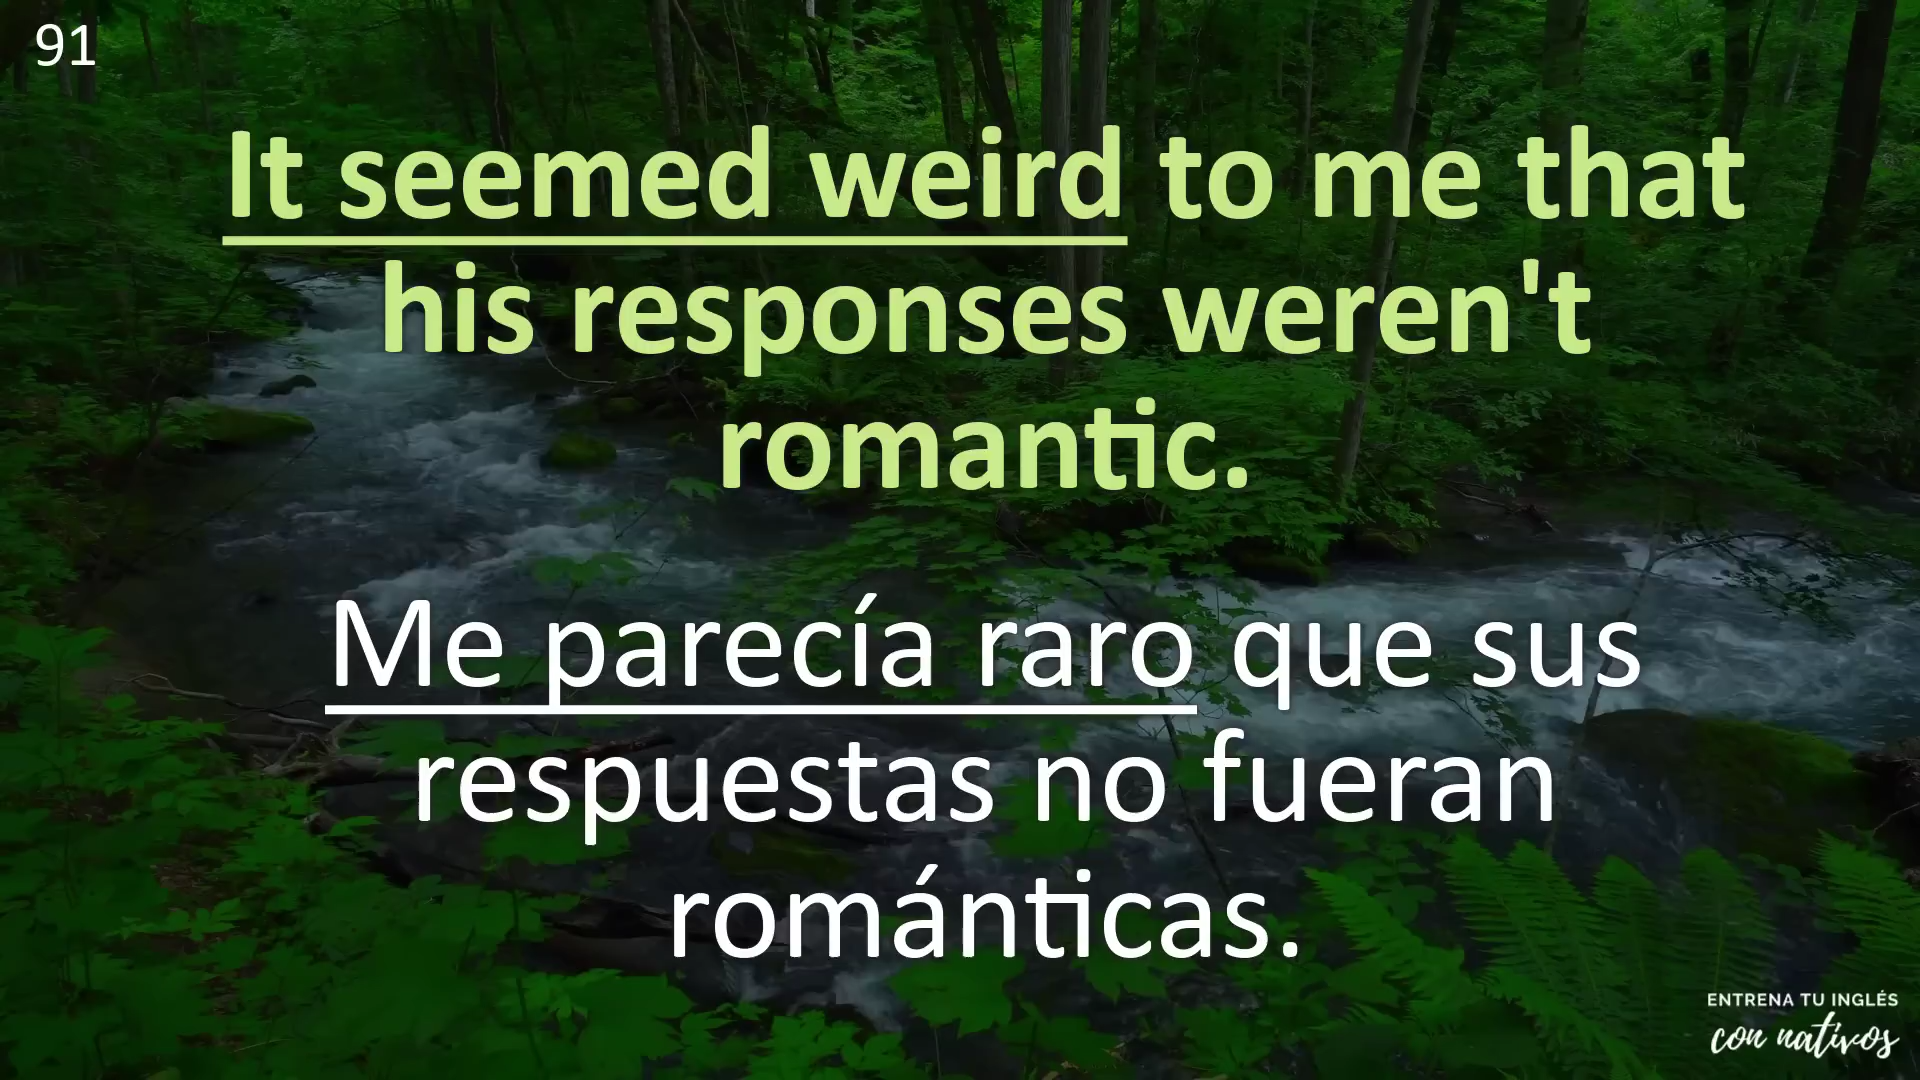 91
It seemed weird to me that
his responses weren't
romantic.
Me parecía raro que sus
respuestas no fueran
románticas.
ENTRENA TU INGLÉS
con nativos